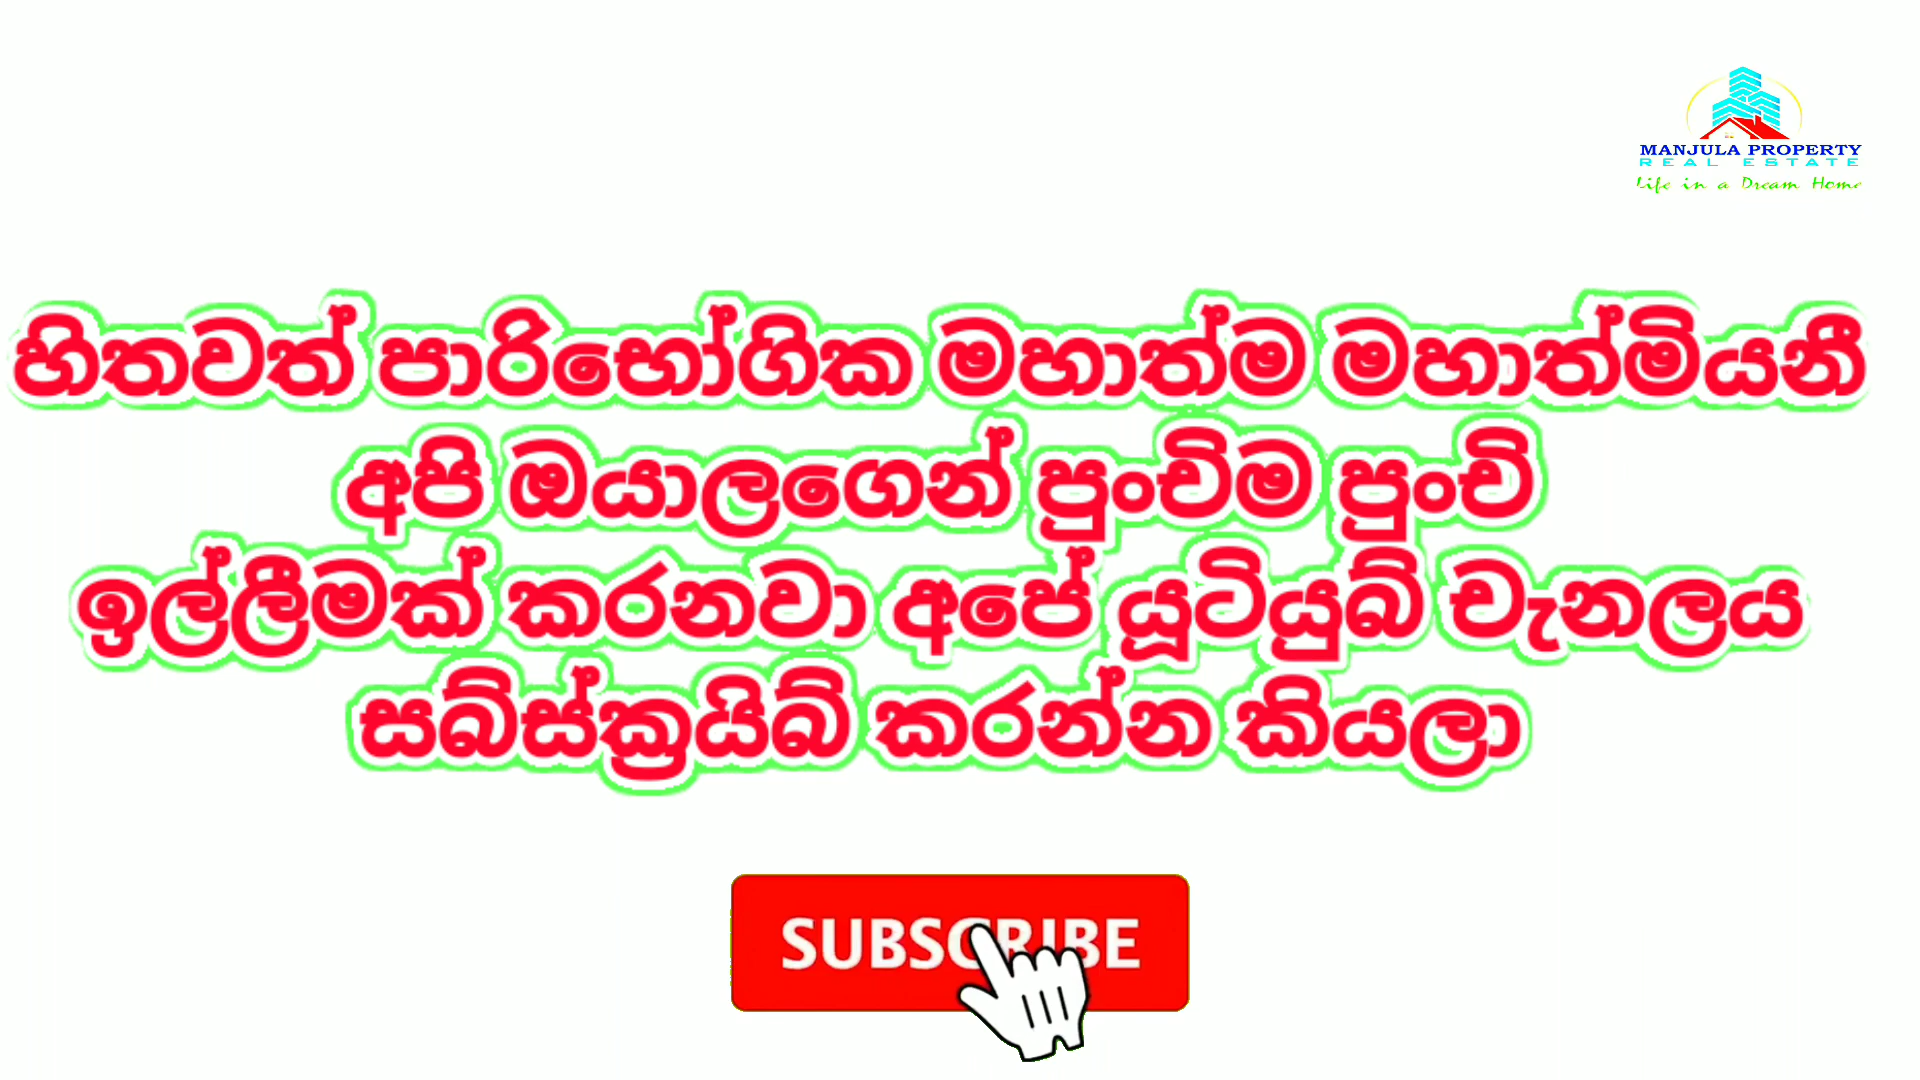 MANJULA PROPERTY
REAL ESTATE
Life in a Dream Home
හිතවත් පාරිභෝගික මහාත්ම මහාත්මියනී
අපි ඔයාලගෙන් පුංචිම පුංචි
ඉල්ලීමක් කරනවා අපේ යූටියුබ් චැනලය
සබ්ස්ක්‍රයිබ් කරන්න කියලා
SUBSCRIBE